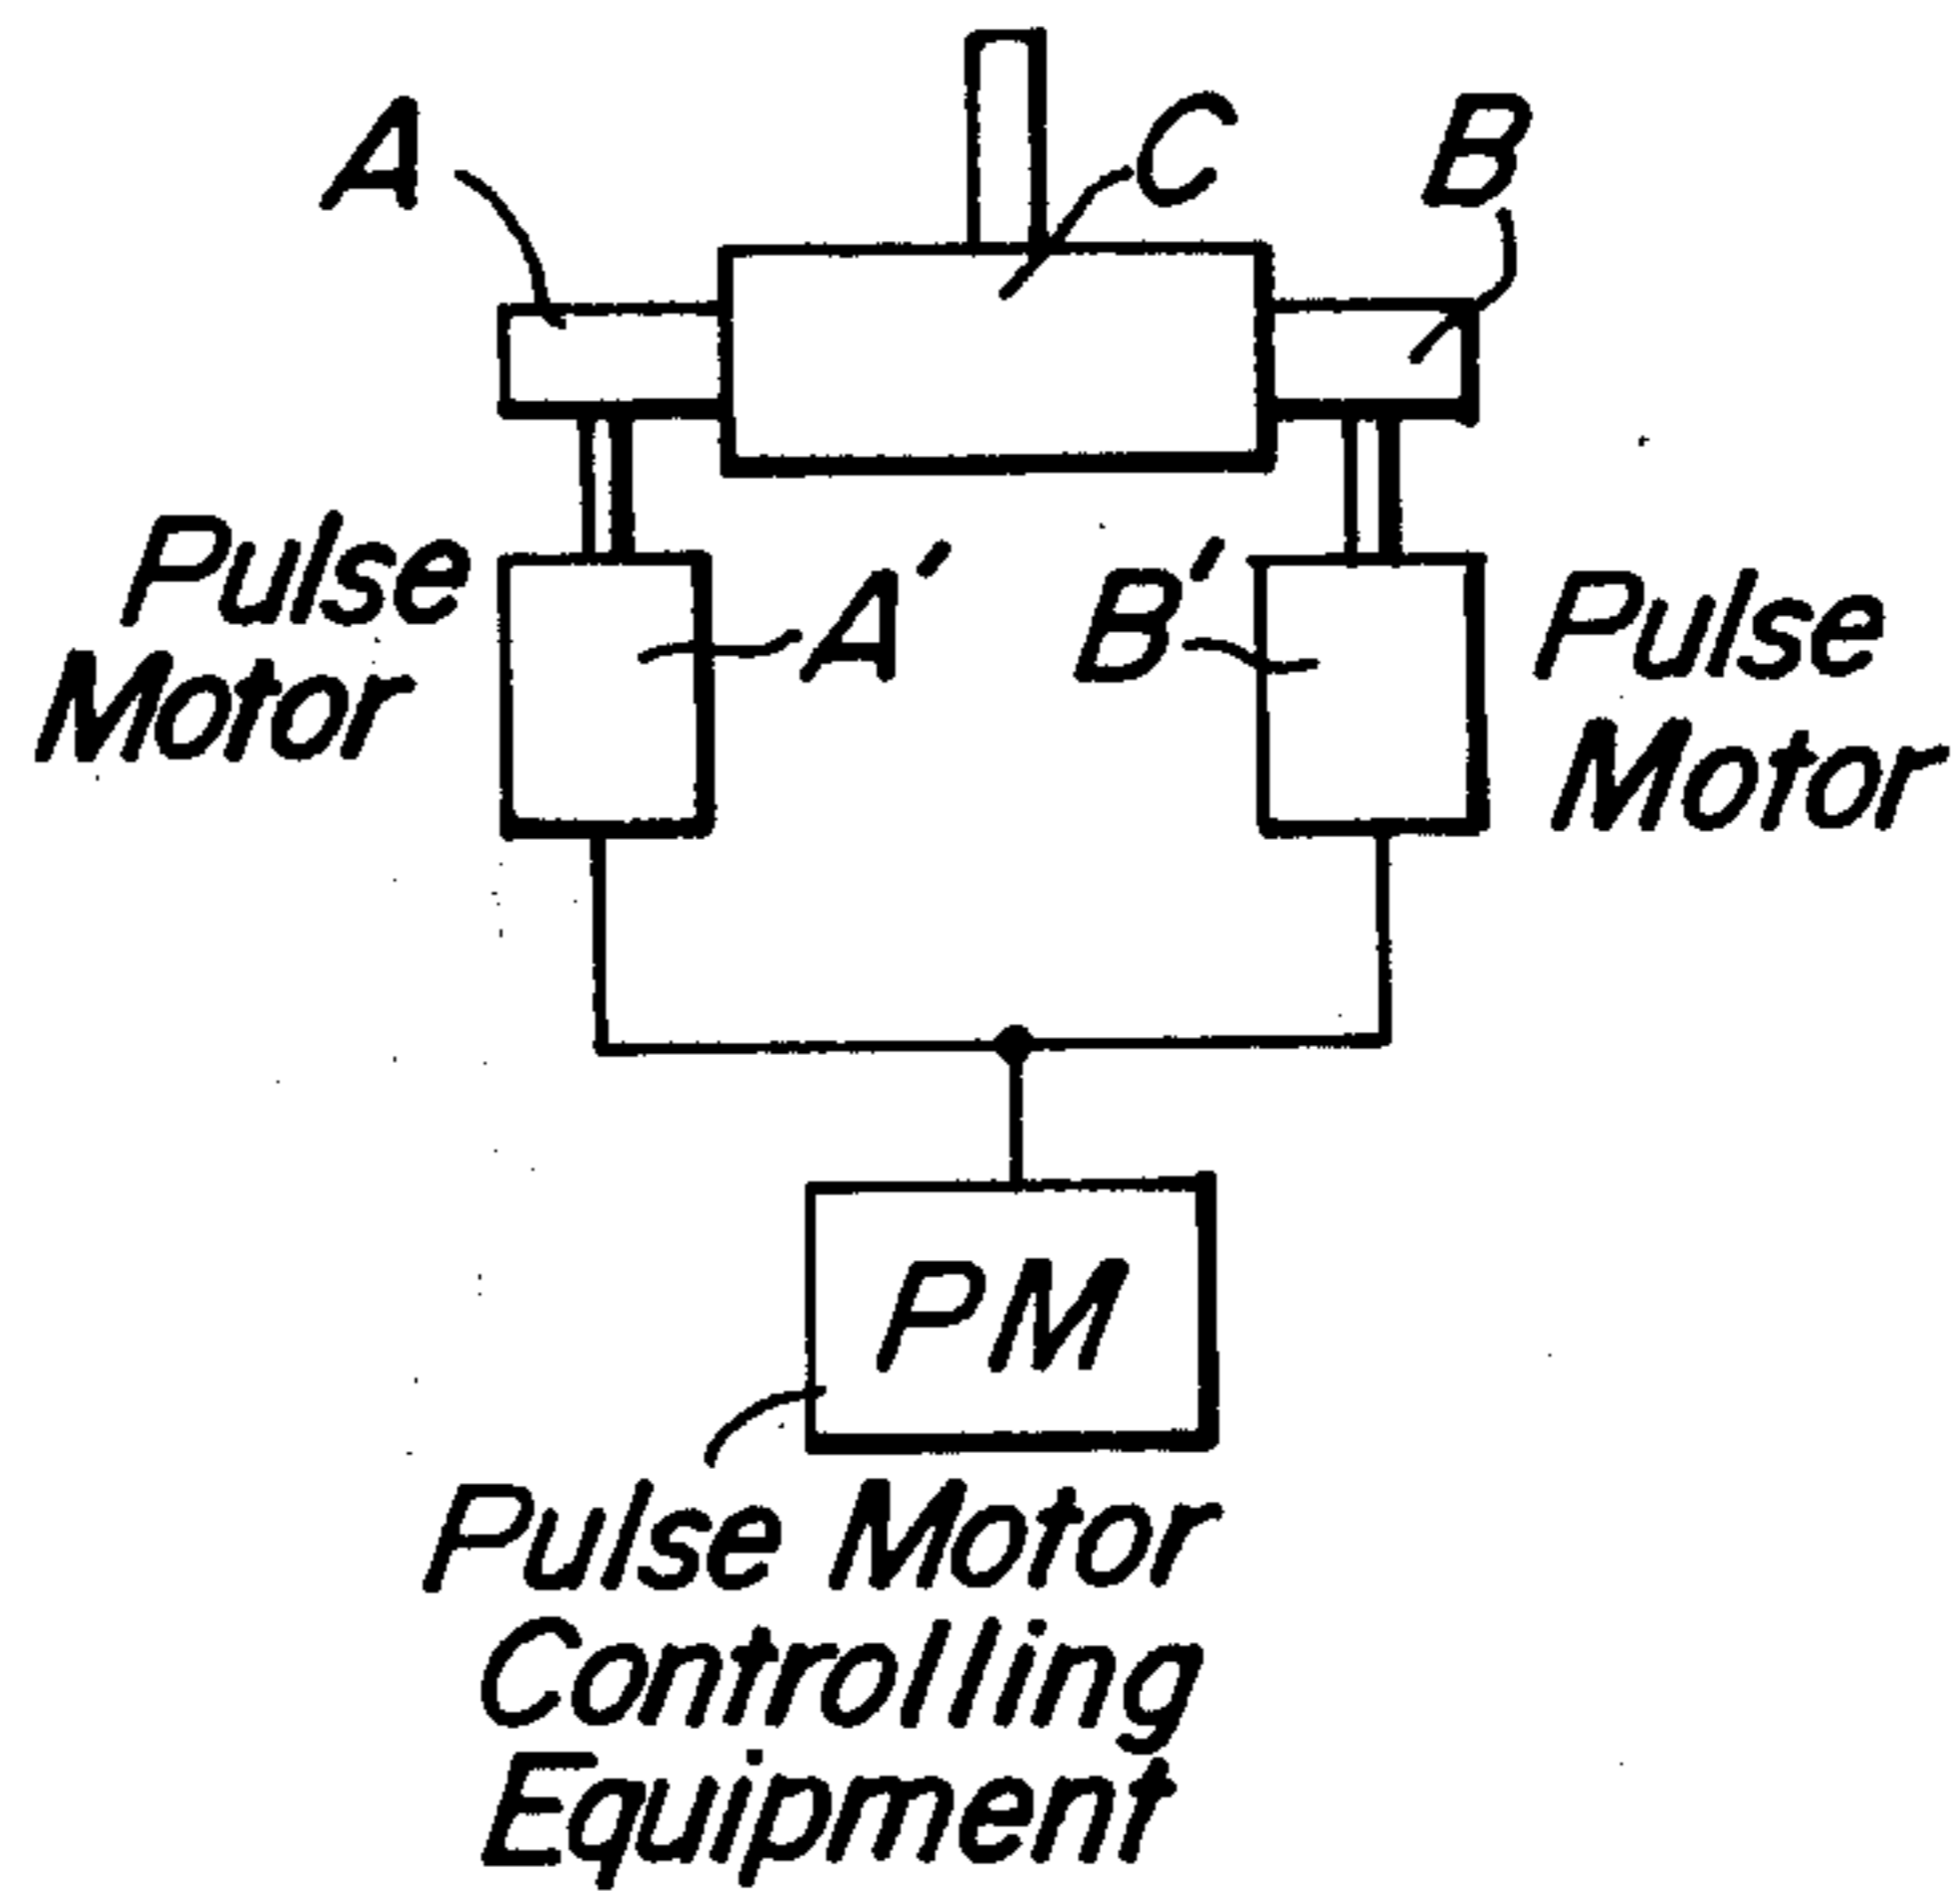 A
C
B
Pulse
Motor
A'
B'
Pulse
Motor
PM
Pulse Motor
Controlling
Equipment